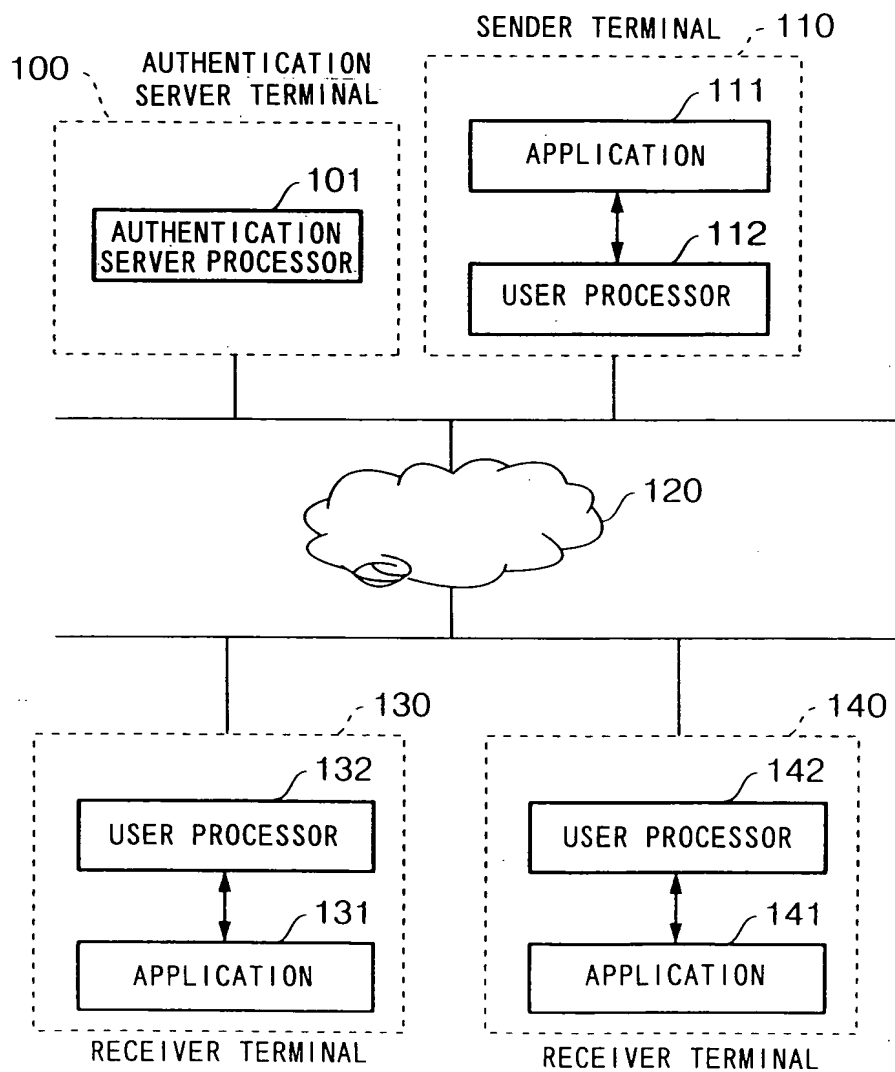 SENDER TERMINAL
110
100
AUTHENTICATION
SERVER TERMINAL
111
APPLICATION
101
AUTHENTICATION
SERVER PROCESSOR
112
USER PROCESSOR
120
130
140
132
USER PROCESSOR
142
USER PROCESSOR
131
APPLICATION
141
APPLICATION
RECEIVER TERMINAL
RECEIVER TERMINAL